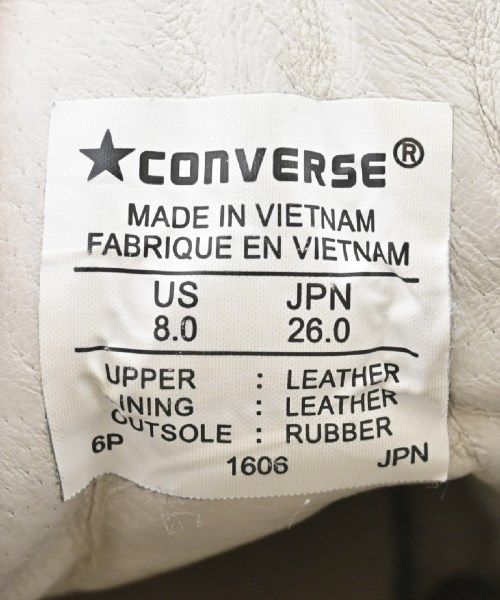 ★CONVERSE®
MADE IN VIETNAM
FABRIQUE EN VIETNAM
US JPN
8.0 26.0
UPPER : LEATHER
INING : LEATHER
OUTSOLE : RUBBER
6P 1606 JPN